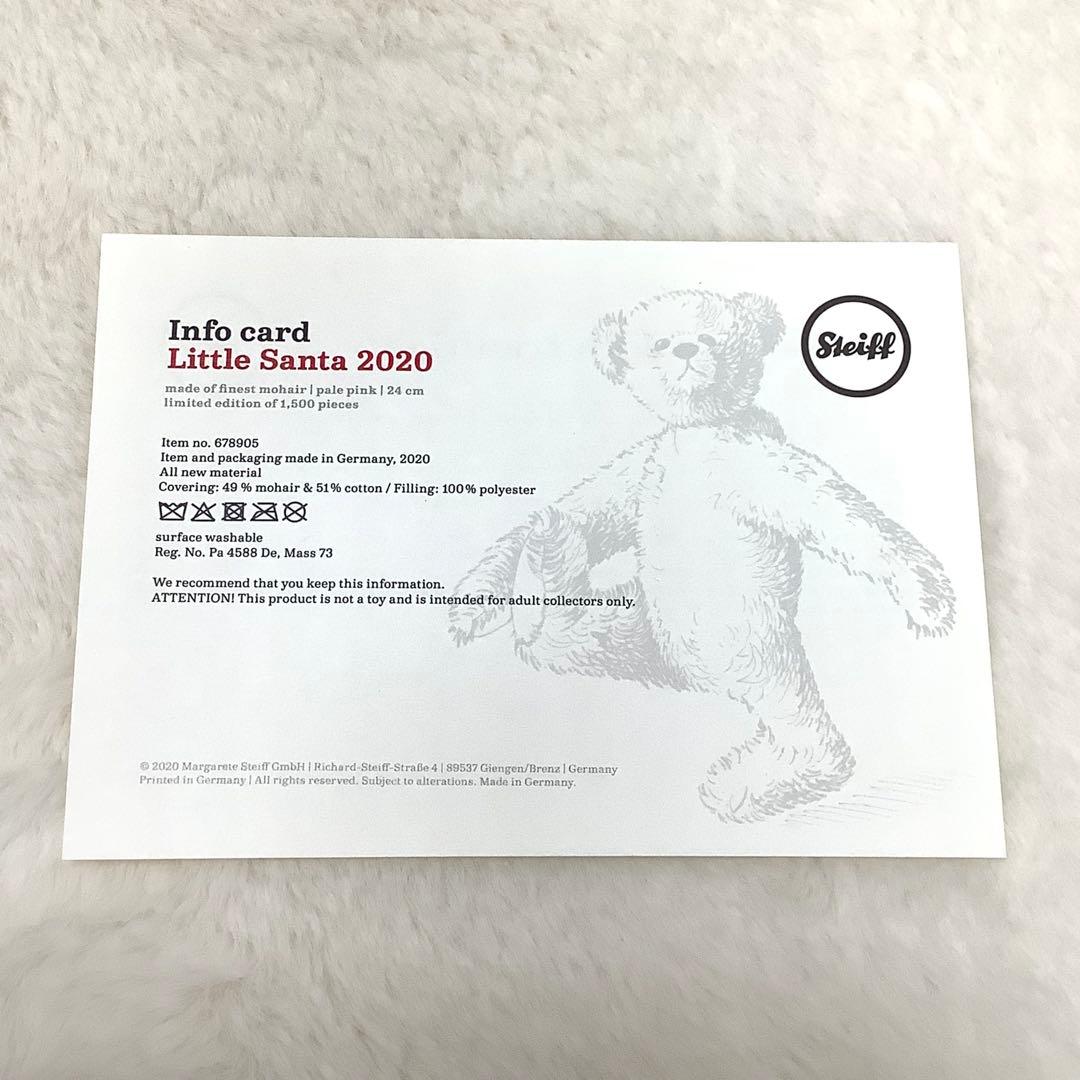 Info card
Little Santa 2020
made of finest mohair | pale pink | 24 cm
limited edition of 1,500 pieces
Steiff
Item no. 678905
Item and packaging made in Germany, 2020
All new material
Covering: 49 % mohair & 51% cotton / Filling: 100% polyester
surface washable
Reg. No. Pa 4588 De, Mass 73
We recommend that you keep this information.
ATTENTION! This product is not a toy and is intended for adult collectors only.
© 2020 Margarete Steiff GmbH | Richard-Steiff-Straße 4 | 89537 Giengen/Brenz | Germany
Printed in Germany | All rights reserved. Subject to alterations. Made in Germany.